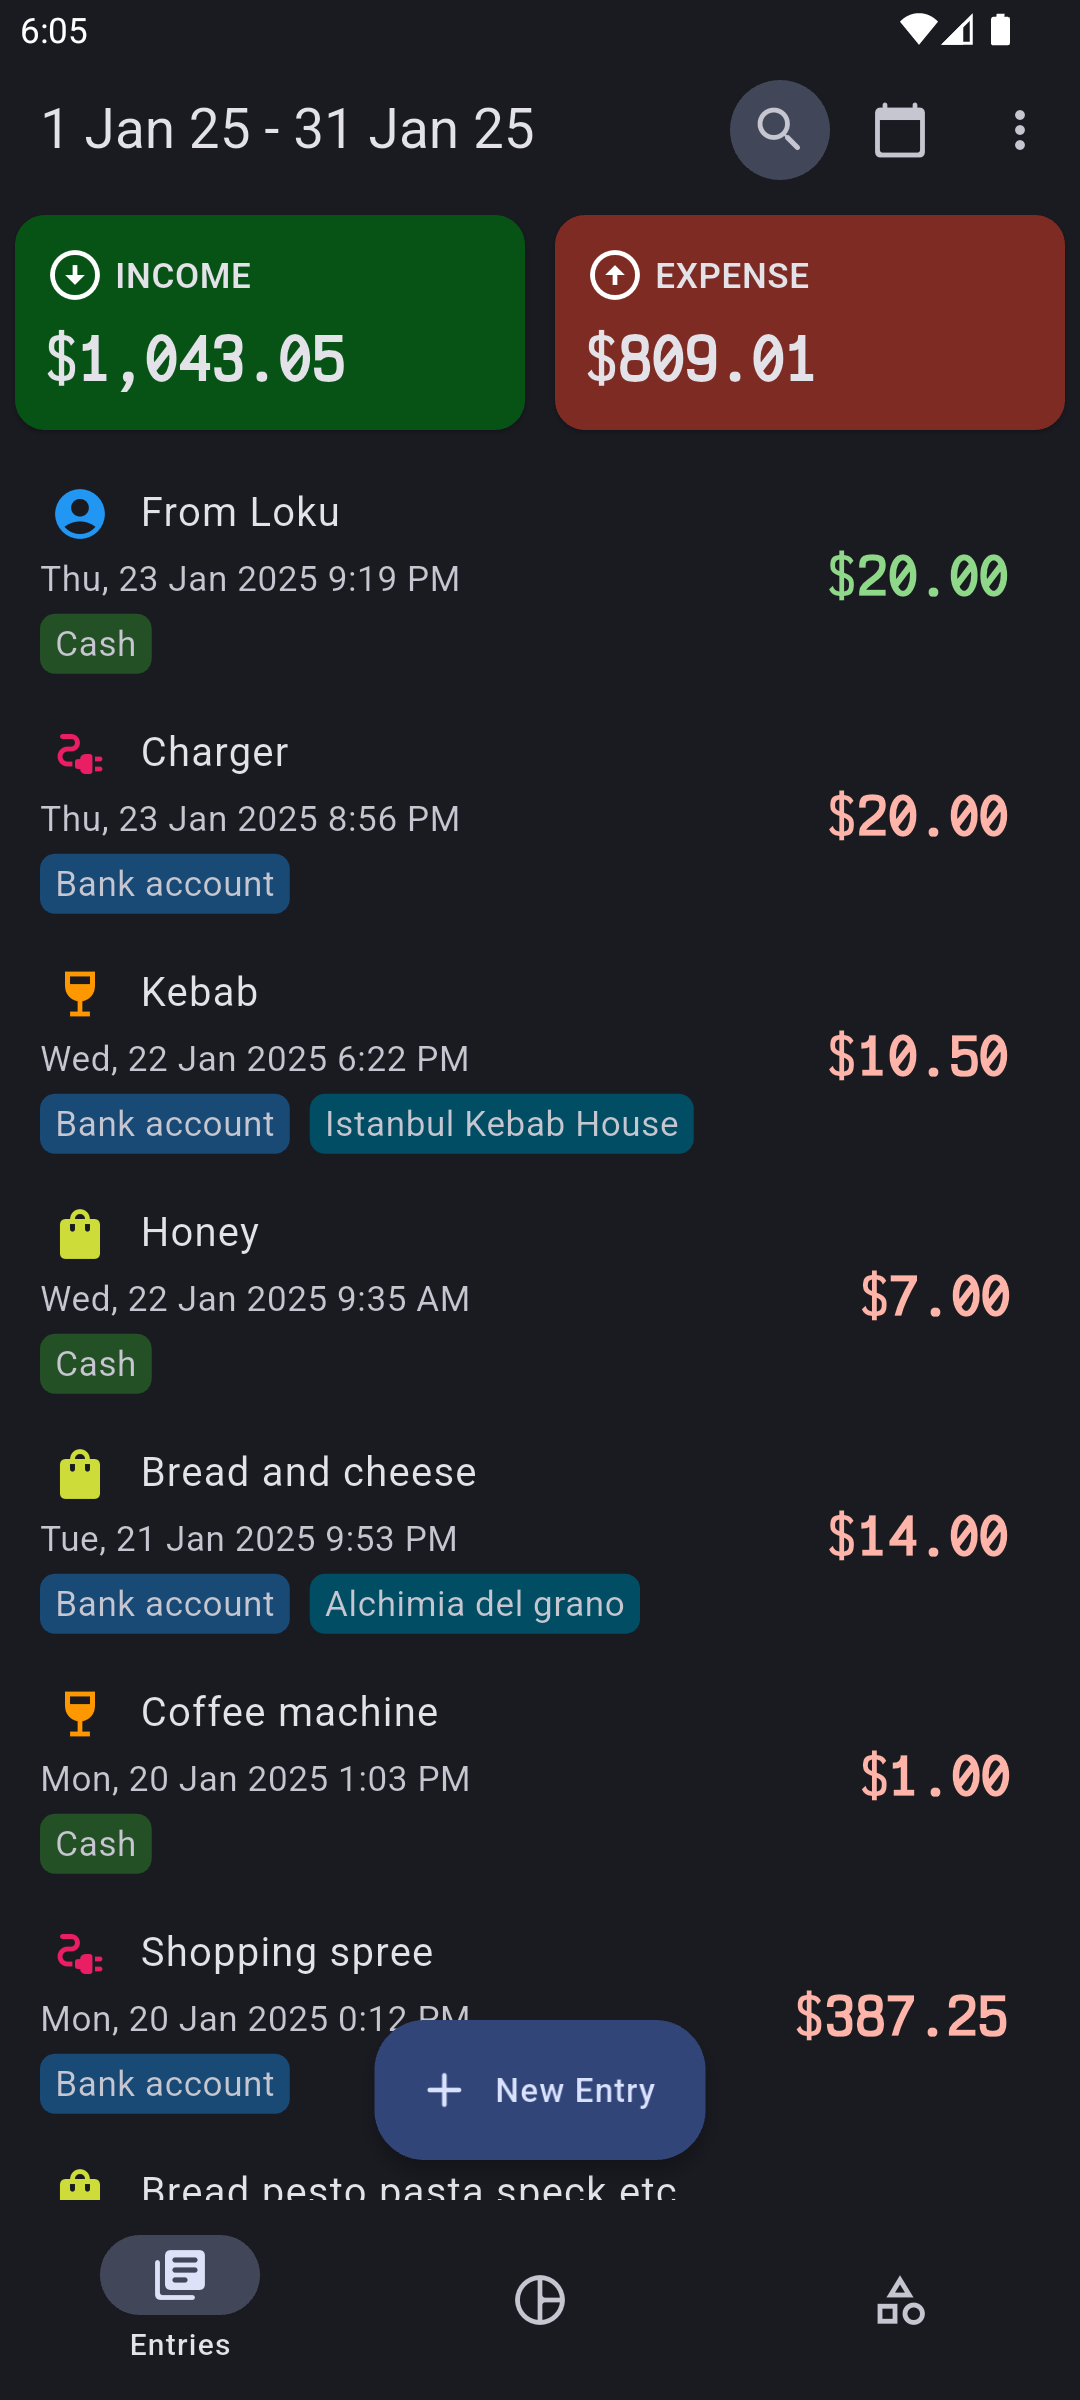 6:05
1 Jan 25 - 31 Jan 25
INCOME
$1,043.05
EXPENSE
$809.01
From Loku
Thu, 23 Jan 2025 9:19 PM
$20.00
Cash
Charger
Thu, 23 Jan 2025 8:56 PM
$20.00
Bank account
Kebab
Wed, 22 Jan 2025 6:22 PM
$10.50
Bank account Istanbul Kebab House
Honey
Wed, 22 Jan 2025 9:35 AM
$7.00
Cash
Bread and cheese
Tue, 21 Jan 2025 9:53 PM
$14.00
Bank account Alchimia del grano
Coffee machine
Mon, 20 Jan 2025 1:03 PM
$1.00
Cash
Shopping spree
Mon, 20 Jan 2025 0:12 PM
$387.25
Bank account
New Entry
Bread pesto pasta speck etc
Entries